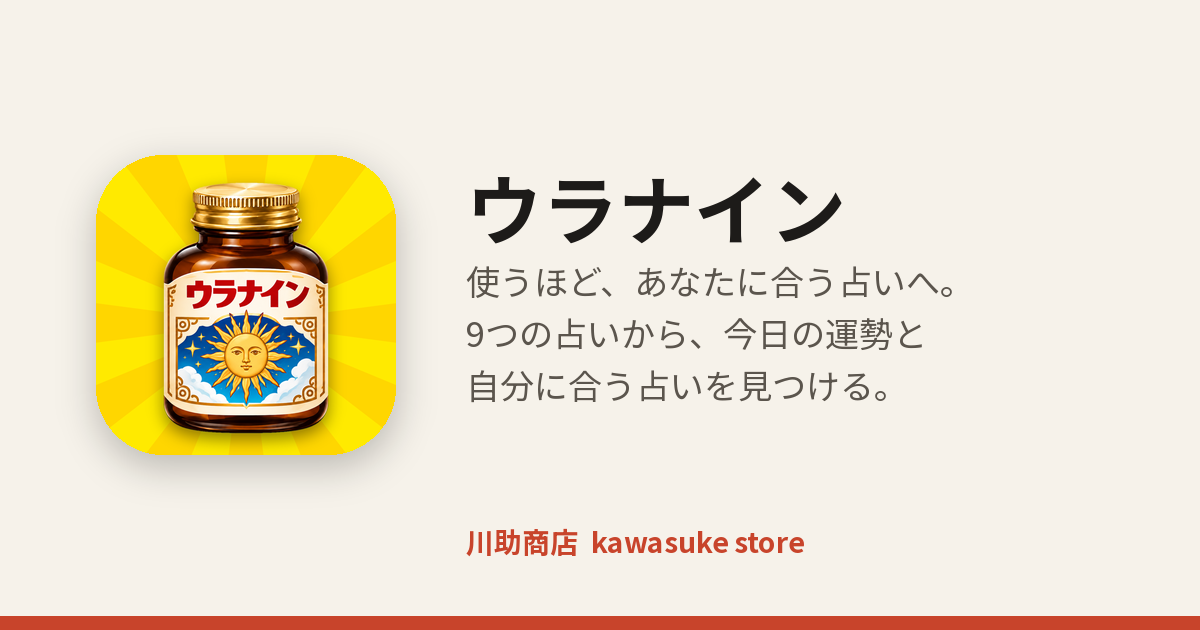 ウラナイン
ウラナイン
使うほど、あなたに合う占いへ。
9つの占いから、今日の運勢と
自分に合う占いを見つける。
川助商店 kawasuke store